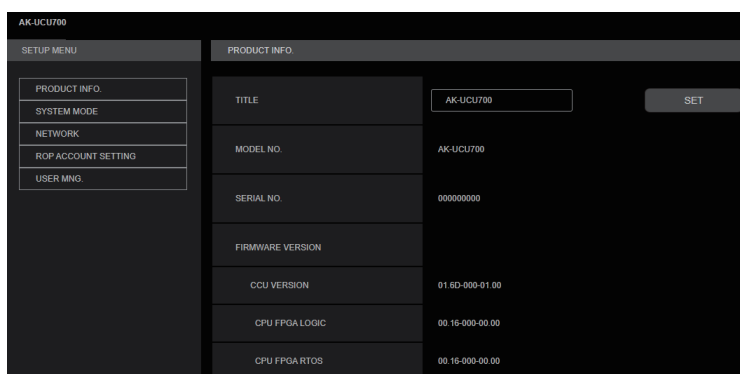 AK-UCU700
SETUP MENU
PRODUCT INFO.
SYSTEM MODE
NETWORK
ROP ACCOUNT SETTING
USER MNG.
PRODUCT INFO.
TITLE AK-UCU700 SET
MODEL NO. AK-UCU700
SERIAL NO. 000000000
FIRMWARE VERSION
CCU VERSION 01.6D-000-01.00
CPU FPGA LOGIC 00.16-000-00.00
CPU FPGA RTOS 00.16-000-00.00